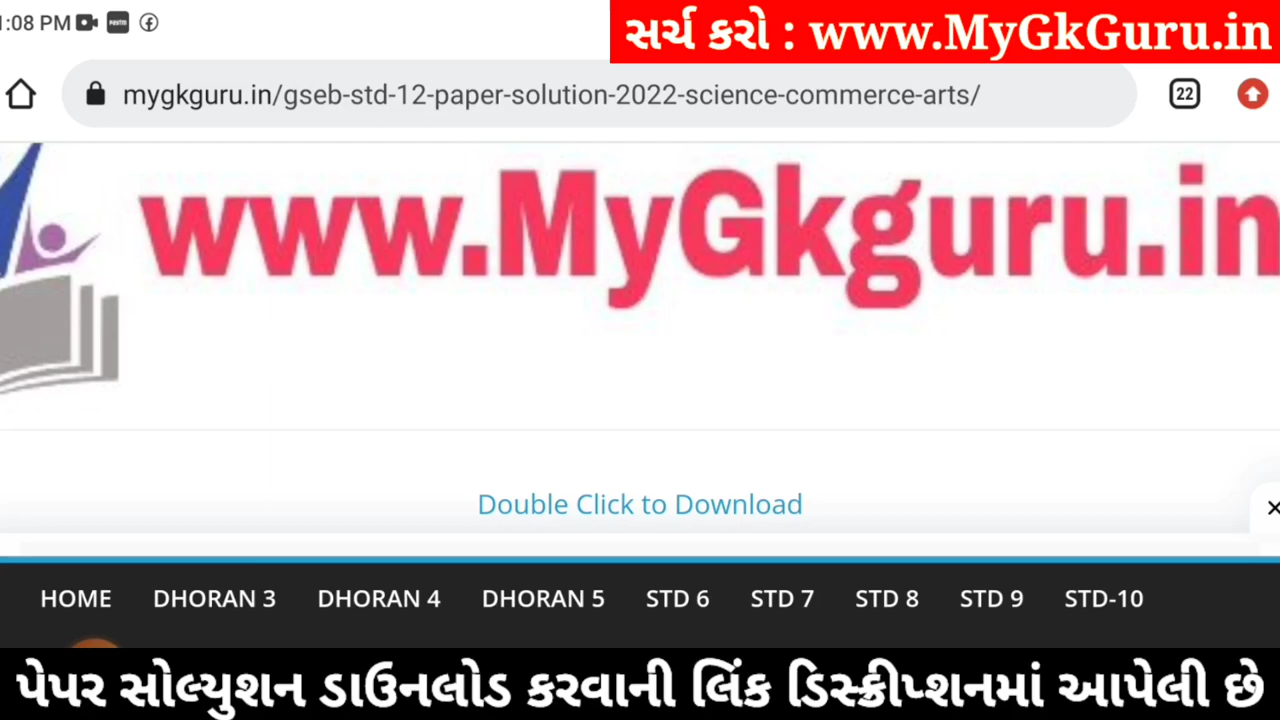 1:08 PM
સર્ચ કરો : www.MyGkGuru.in
mygkguru.in/gseb-std-12-paper-solution-2022-science-commerce-arts/
22
www.MyGkguru.in
Double Click to Download
HOME DHORAN 3 DHORAN 4 DHORAN 5 STD 6 STD 7 STD 8 STD 9 STD-10
પેપર સોલ્યુશન ડાઉનલોડ કરવાની લિંક ડિસ્ક્રીપ્શનમાં આપેલી છે